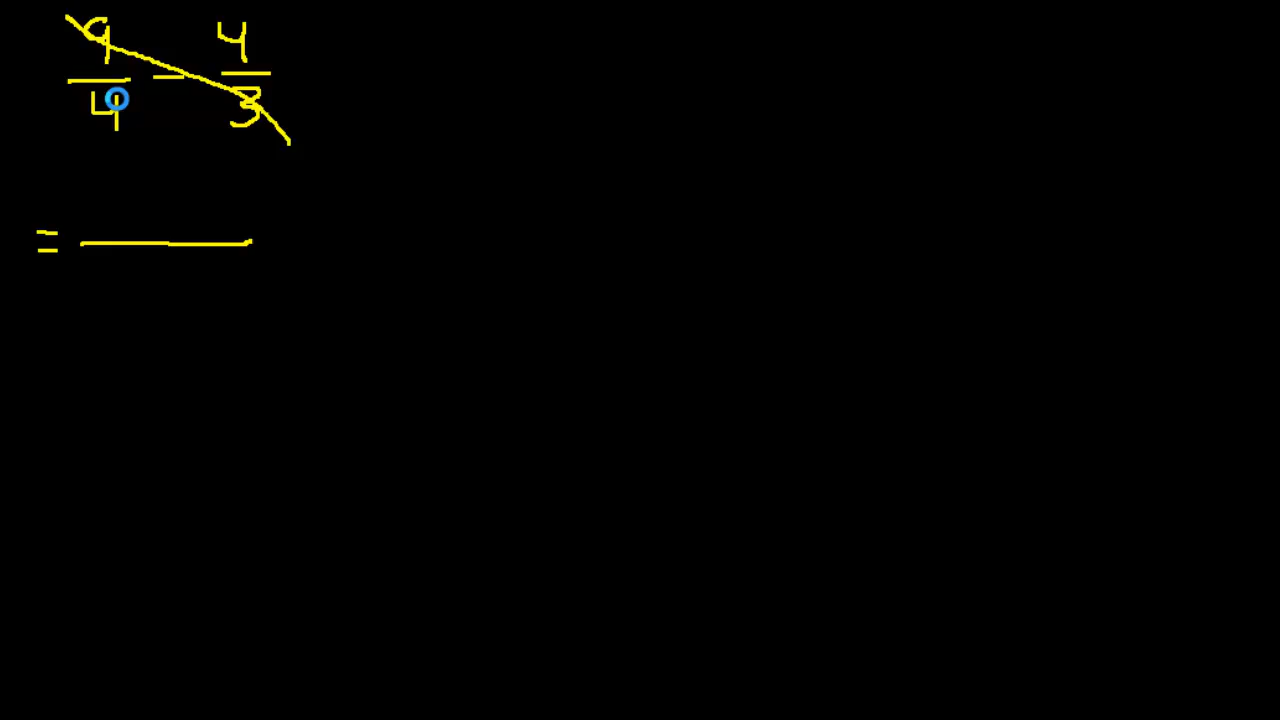 9/4 - 4/3
=